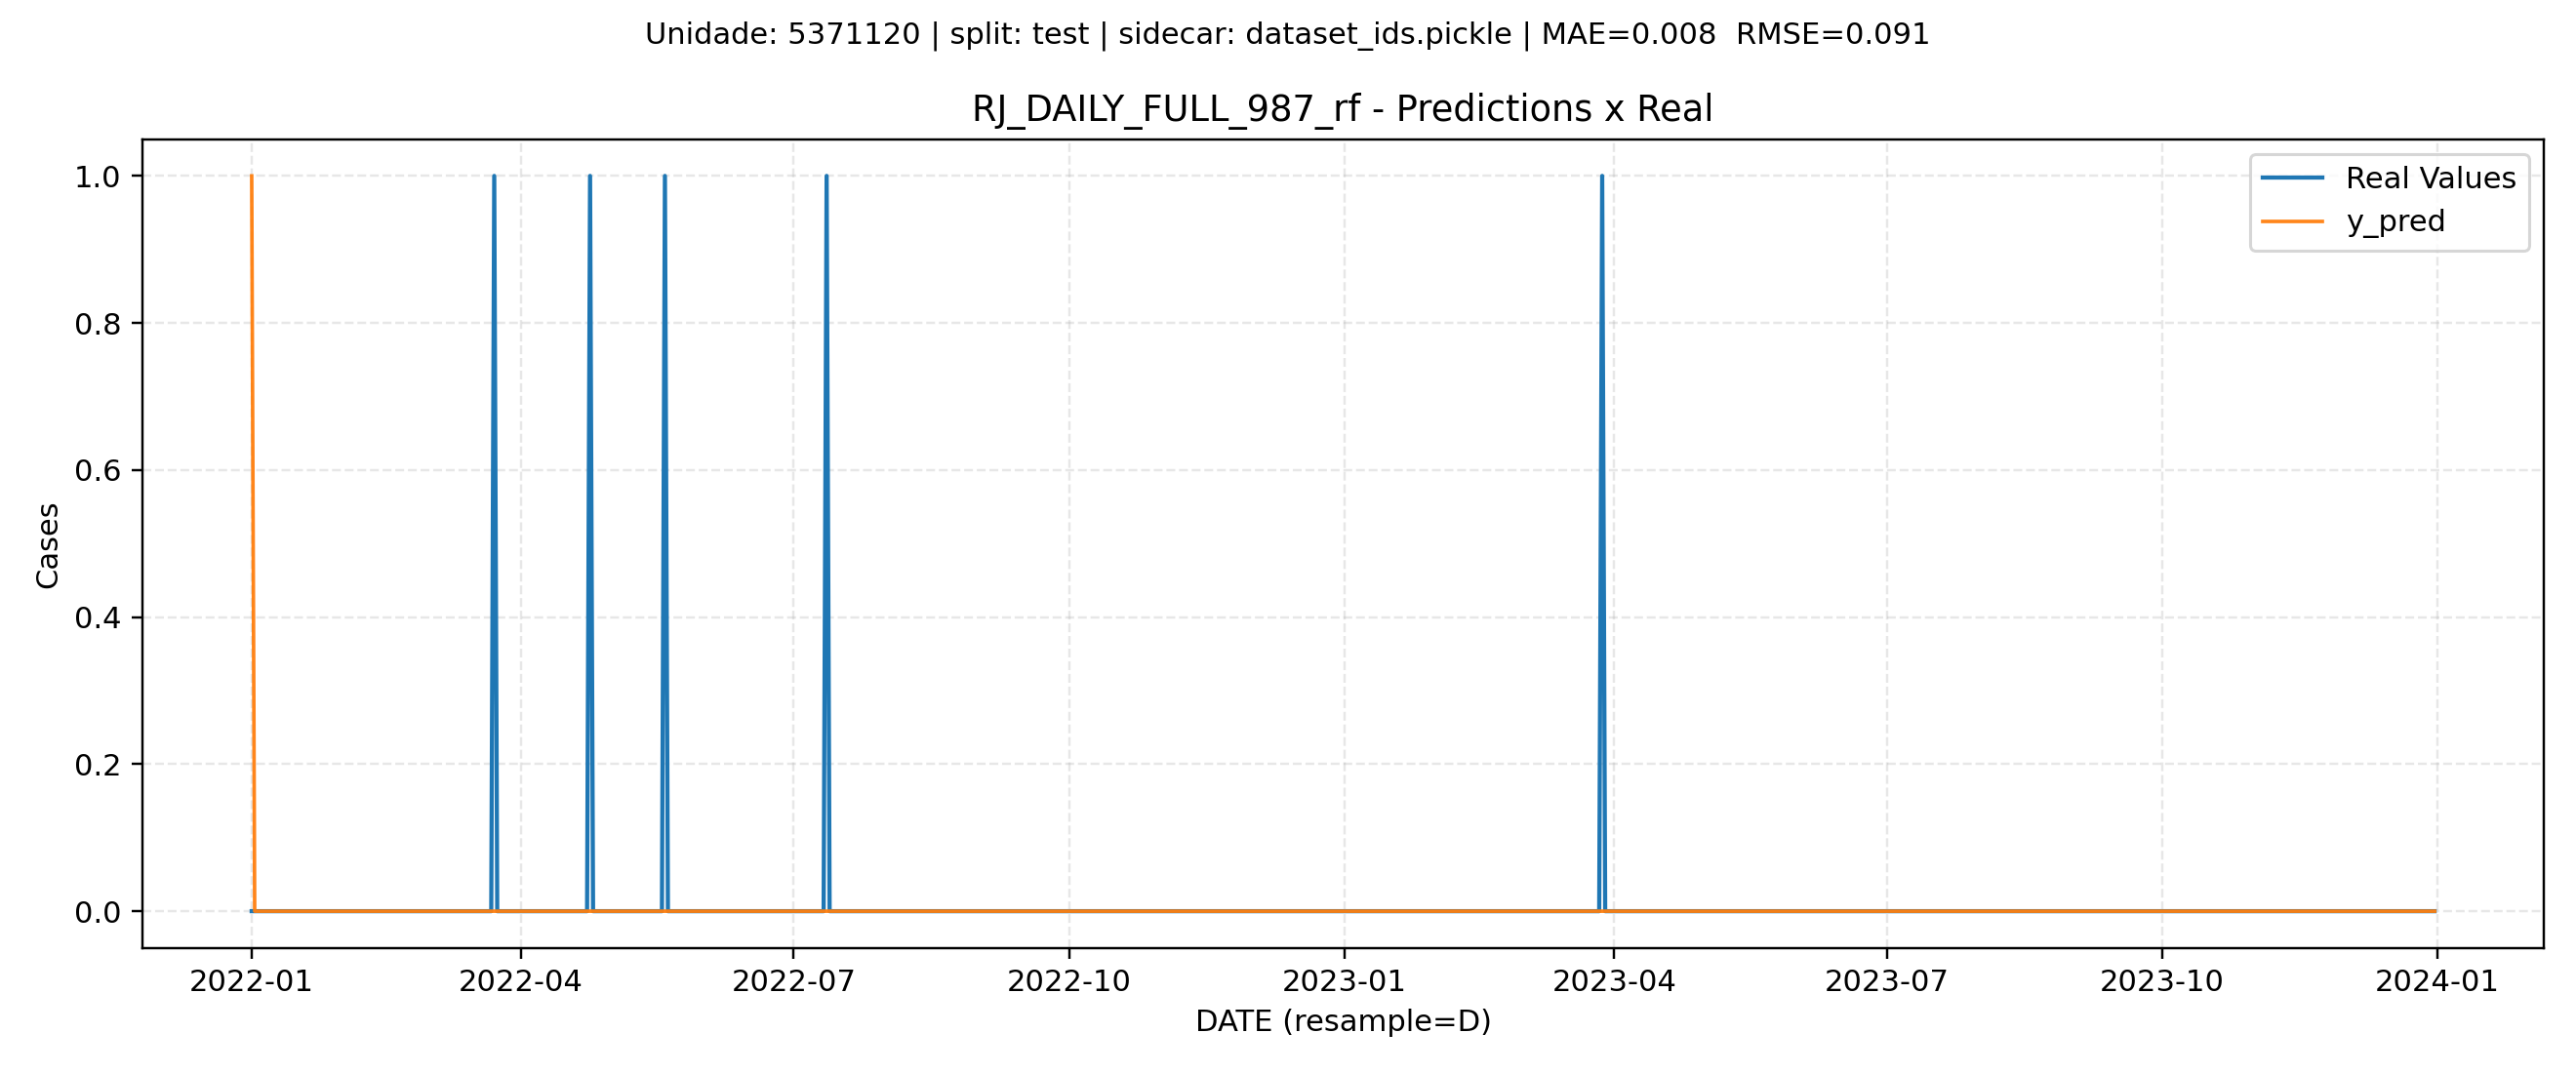 Unidade: 5371120 | split: test | sidecar: dataset_ids.pickle | MAE=0.008  RMSE=0.091
RJ_DAILY_FULL_987_rf - Predictions x Real
Real Values
y_pred
Cases
1.0
0.8
0.6
0.4
0.2
0.0
2022-01 2022-04 2022-07 2022-10 2023-01 2023-04 2023-07 2023-10 2024-01
DATE (resample=D)